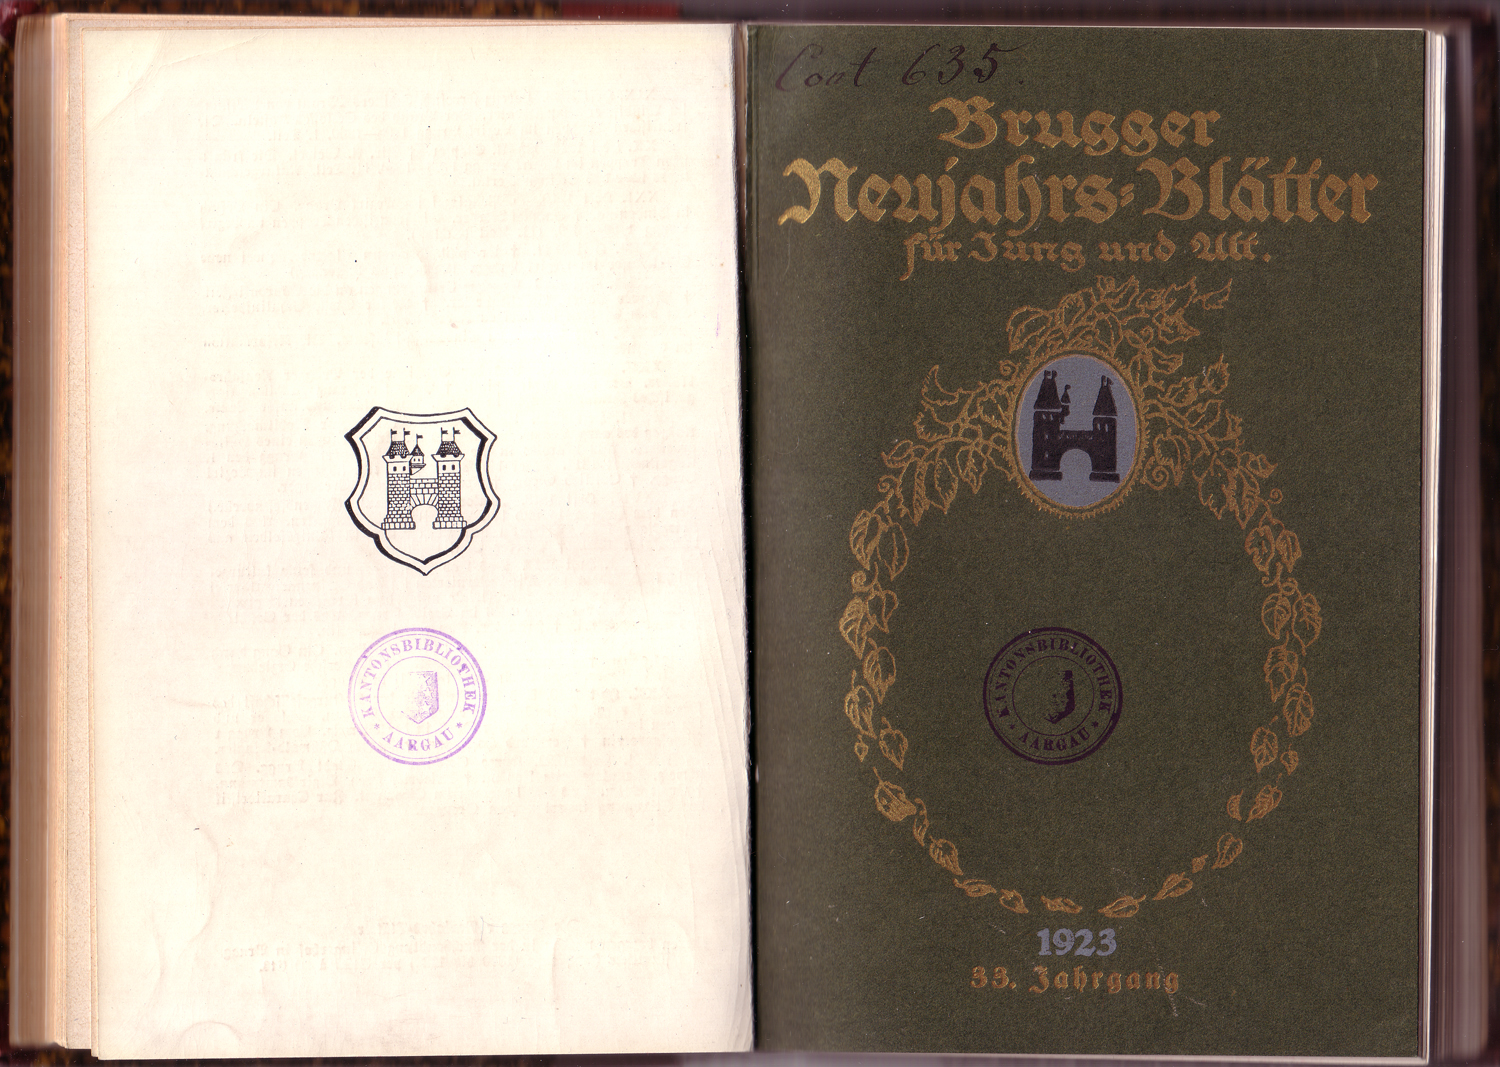 KANTONSBIBLIOTHEK
* AARGAU *
Cont 635.
Brugger
Neujahrs-Blätter
für Jung und Alt.
KANTONSBIBLIOTHEK
* AARGAU *
1923
33. Jahrgang